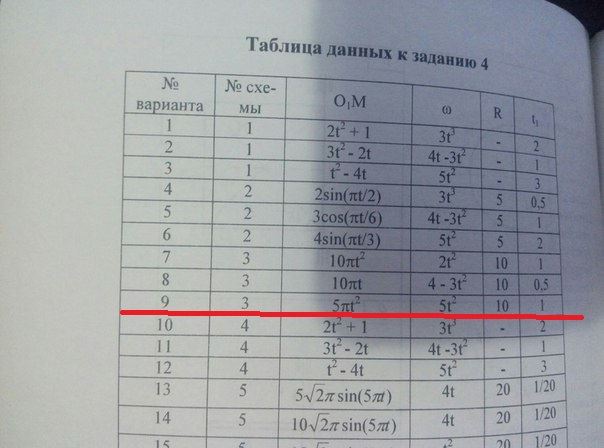 Таблица данных к заданию 4
№ варианта № схе-мы O₁M ω R t₁
1 1 2t² + 1 3t³ - 2
2 1 3t² - 2t 4t -3t² - 1
3 1 t² - 4t 5t² - 3
4 2 2sin(πt/2) 3t³ 5 0,5
5 2 3cos(πt/6) 4t -3t² 5 1
6 2 4sin(πt/3) 5t² 5 2
7 3 10πt² 2t² 10 1
8 3 10πt 4 - 3t² 10 0,5
9 3 5πt² 5t² 10 1
10 4 2t² + 1 3t³ - 2
11 4 3t² - 2t 4t -3t² - 1
12 4 t² - 4t 5t² - 3
13 5 5√2π sin(5πt) 4t 20 1/20
14 5 10√2π sin(5πt) 4t 20 1/20
15